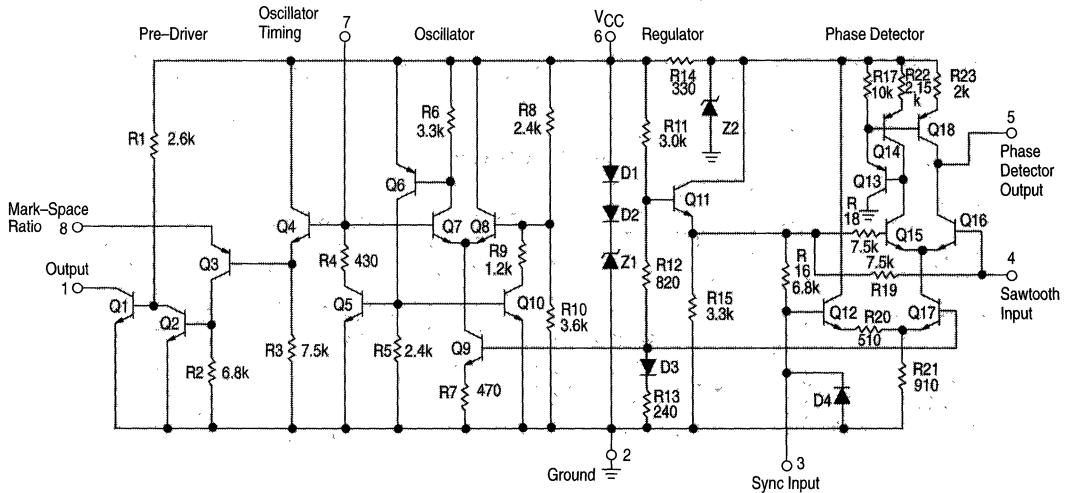 Oscillator
Timing
7
Oscillator
VCC
6
Regulator
Phase Detector
Pre–Driver
R1
2.6k
R6
3.3k
R8
2.4k
R14
330
R11
3.0k
Z2
R17
10k
R22
2.15
k
R23
2k
Q14
Q18
5
Phase
Detector
Output
Q13
Q6
D1
Q11
D2
Mark–Space
Ratio
8
Q3
Q4
Q7
Q8
R9
1.2k
Z1
R
18
7.5k
Q15
Q16
7.5k
R19
4
Sawtooth
Input
Output
1
Q1
Q2
R4
430
Q5
Q10
R10
3.6k
R12
820
R15
3.3k
R
16
6.8k
Q12
R20
510
Q17
R2
6.8k
R3
7.5k
R5
2.4k
Q9
R7
470
D3
R13
240
D4
R21
910
Ground
2
3
Sync Input